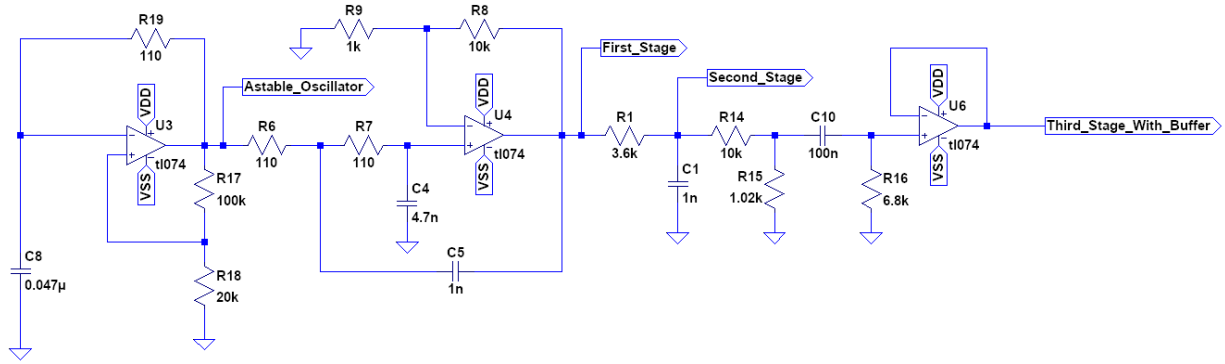 R19
110
R9
1k
R8
10k
First_Stage
Second_Stage
Astable_Oscillator
VDD
U3
tl074
VSS
R6
110
R7
110
VDD
U4
tl074
VSS
R1
3.6k
R14
10k
C10
100n
VDD
U6
tl074
VSS
Third_Stage_With_Buffer
R17
100k
C4
4.7n
C1
1n
R15
1.02k
R16
6.8k
C8
0.047µ
R18
20k
C5
1n